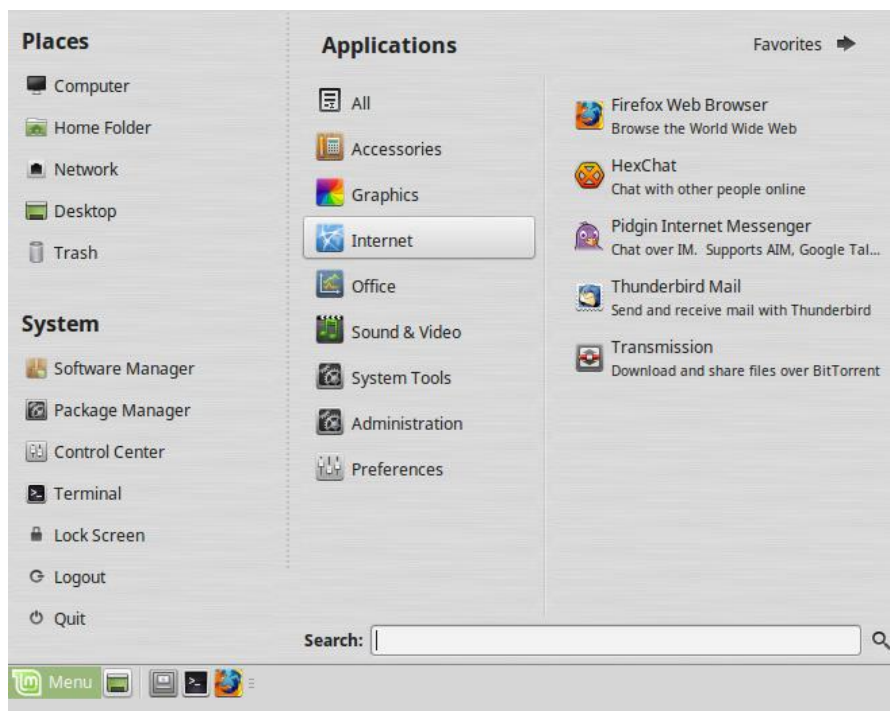 Places
Computer
Home Folder
Network
Desktop
Trash
System
Software Manager
Package Manager
Control Center
Terminal
Lock Screen
Logout
Quit
Applications
Favorites
All
Accessories
Graphics
Internet
Office
Sound & Video
System Tools
Administration
Preferences
Firefox Web Browser
Browse the World Wide Web
HexChat
Chat with other people online
Pidgin Internet Messenger
Chat over IM.  Supports AIM, Google Tal...
Thunderbird Mail
Send and receive mail with Thunderbird
Transmission
Download and share files over BitTorrent
Search:
Menu